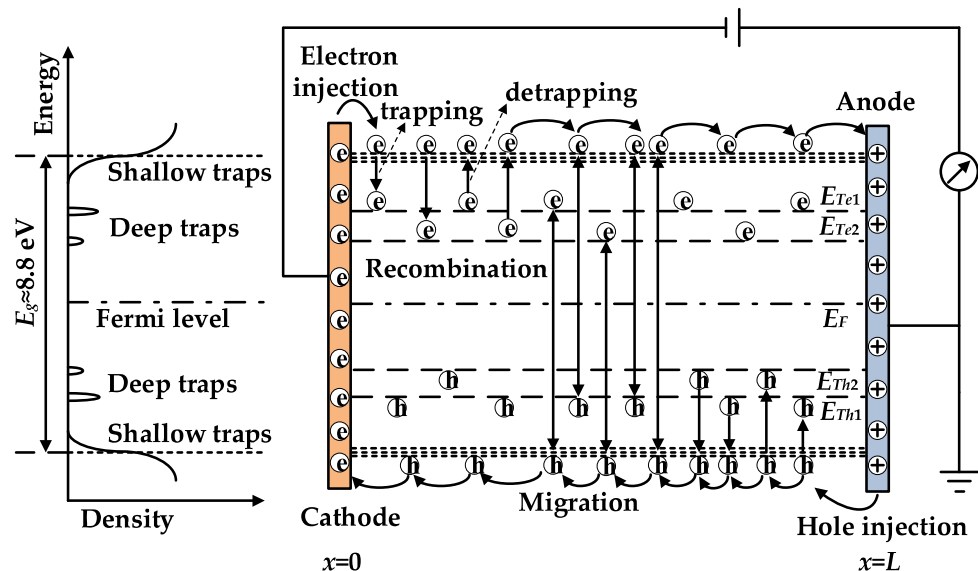 Energy
Density
Eg≈8.8 eV
Shallow traps
Deep traps
Fermi level
Deep traps
Shallow traps
Electron
injection
trapping
detrapping
Anode
e e e e e e e e e
e e e e e e e e e
e e e e e
e e e e
ETe1
ETe2
Recombination
EF
ETh2
ETh1
h h h
h h h h h h
h h h h h h h h h
+ + + + + + + + +
Migration
Cathode
Hole injection
x=0
x=L